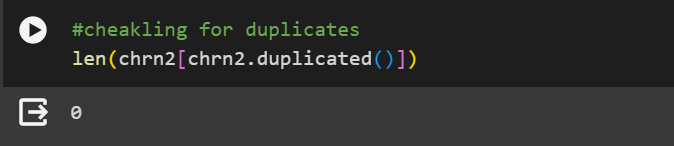 #cheakling for duplicates
len(chrn2[chrn2.duplicated()])
0